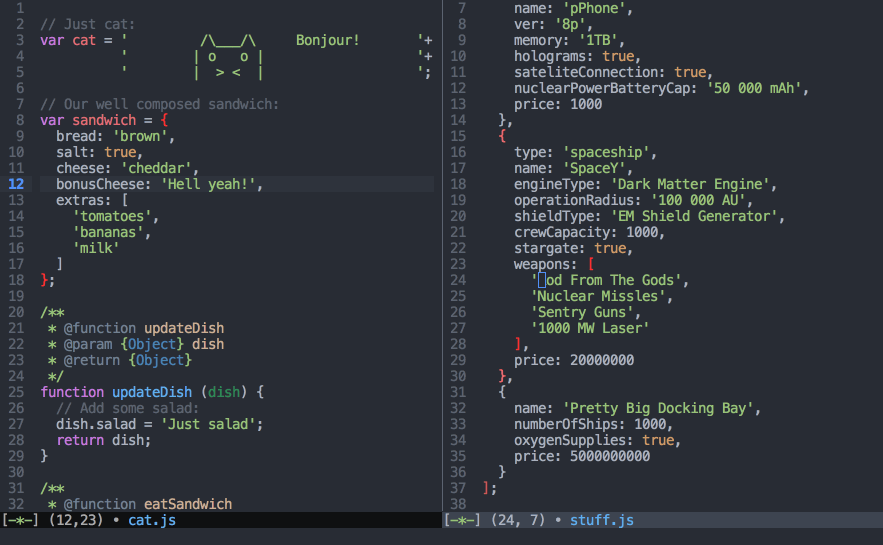 1
2 // Just cat:
3 var cat = '         /\___/\     Bonjour!       '+
4           '        | o   o |                   '+
5           '        |  > <  |                   ';
6
7 // Our well composed sandwich:
8 var sandwich = {
9   bread: 'brown',
10   salt: true,
11   cheese: 'cheddar',
12   bonusCheese: 'Hell yeah!',
13   extras: [
14     'tomatoes',
15     'bananas',
16     'milk'
17   ]
18 };
19
20 /**
21  * @function updateDish
22  * @param {Object} dish
23  * @return {Object}
24  */
25 function updateDish (dish) {
26   // Add some salad:
27   dish.salad = 'Just salad';
28   return dish;
29 }
30
31 /**
32  * @function eatSandwich
[-*-] (12,23) • cat.js
7     name: 'pPhone',
8     ver: '8p',
9     memory: '1TB',
10     holograms: true,
11     sateliteConnection: true,
12     nuclearPowerBatteryCap: '50 000 mAh',
13     price: 1000
14   },
15   {
16     type: 'spaceship',
17     name: 'SpaceY',
18     engineType: 'Dark Matter Engine',
19     operationRadius: '100 000 AU',
20     shieldType: 'EM Shield Generator',
21     crewCapacity: 1000,
22     stargate: true,
23     weapons: [
24       'od From The Gods',
25       'Nuclear Missles',
26       'Sentry Guns',
27       '1000 MW Laser'
28     ],
29     price: 20000000
30   },
31   {
32     name: 'Pretty Big Docking Bay',
33     numberOfShips: 1000,
34     oxygenSupplies: true,
35     price: 5000000000
36   }
37 ];
38
[-*-] (24, 7) • stuff.js